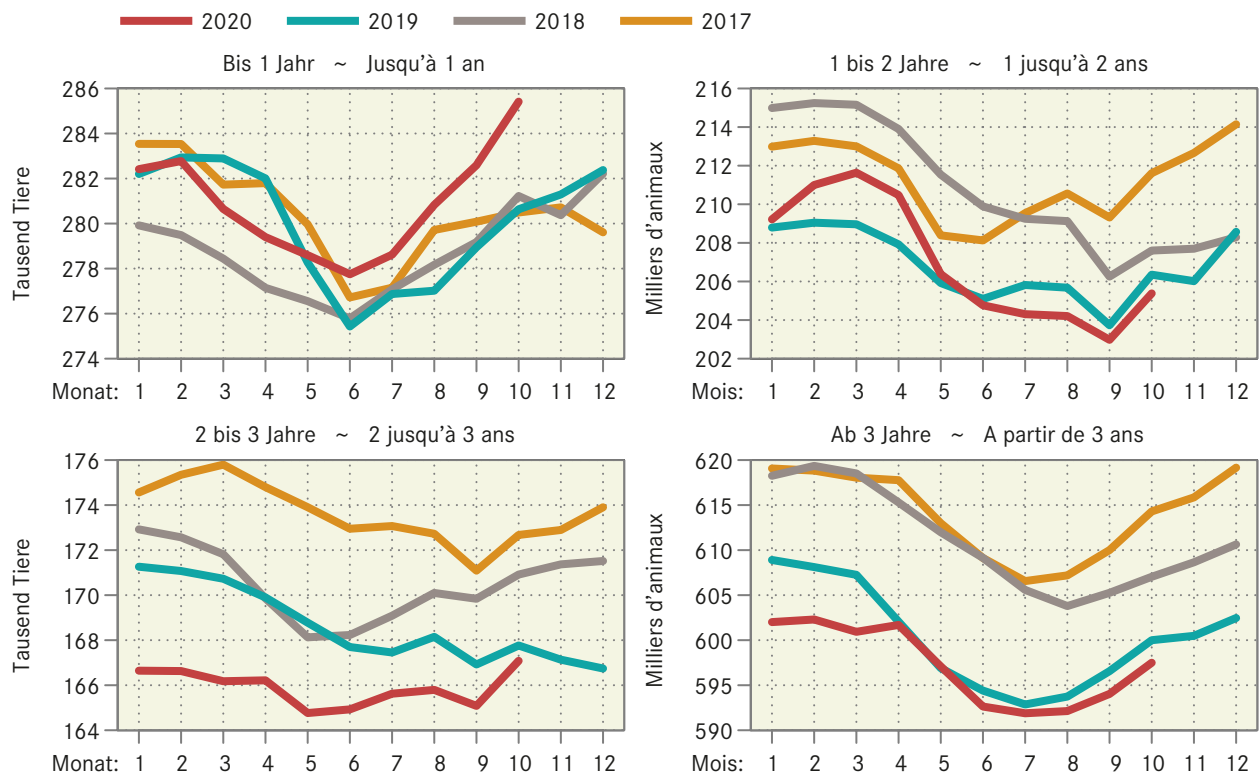 2020 2019 2018 2017
Bis 1 Jahr ~ Jusqu'à 1 an
Tausend Tiere
286
284
282
280
278
276
274
Monat: 1 2 3 4 5 6 7 8 9 10 11 12
1 bis 2 Jahre ~ 1 jusqu'à 2 ans
Milliers d'animaux
216
214
212
210
208
206
204
202
Mois: 1 2 3 4 5 6 7 8 9 10 11 12
2 bis 3 Jahre ~ 2 jusqu'à 3 ans
Tausend Tiere
176
174
172
170
168
166
164
Monat: 1 2 3 4 5 6 7 8 9 10 11 12
Ab 3 Jahre ~ A partir de 3 ans
Milliers d'animaux
620
615
610
605
600
595
590
Mois: 1 2 3 4 5 6 7 8 9 10 11 12